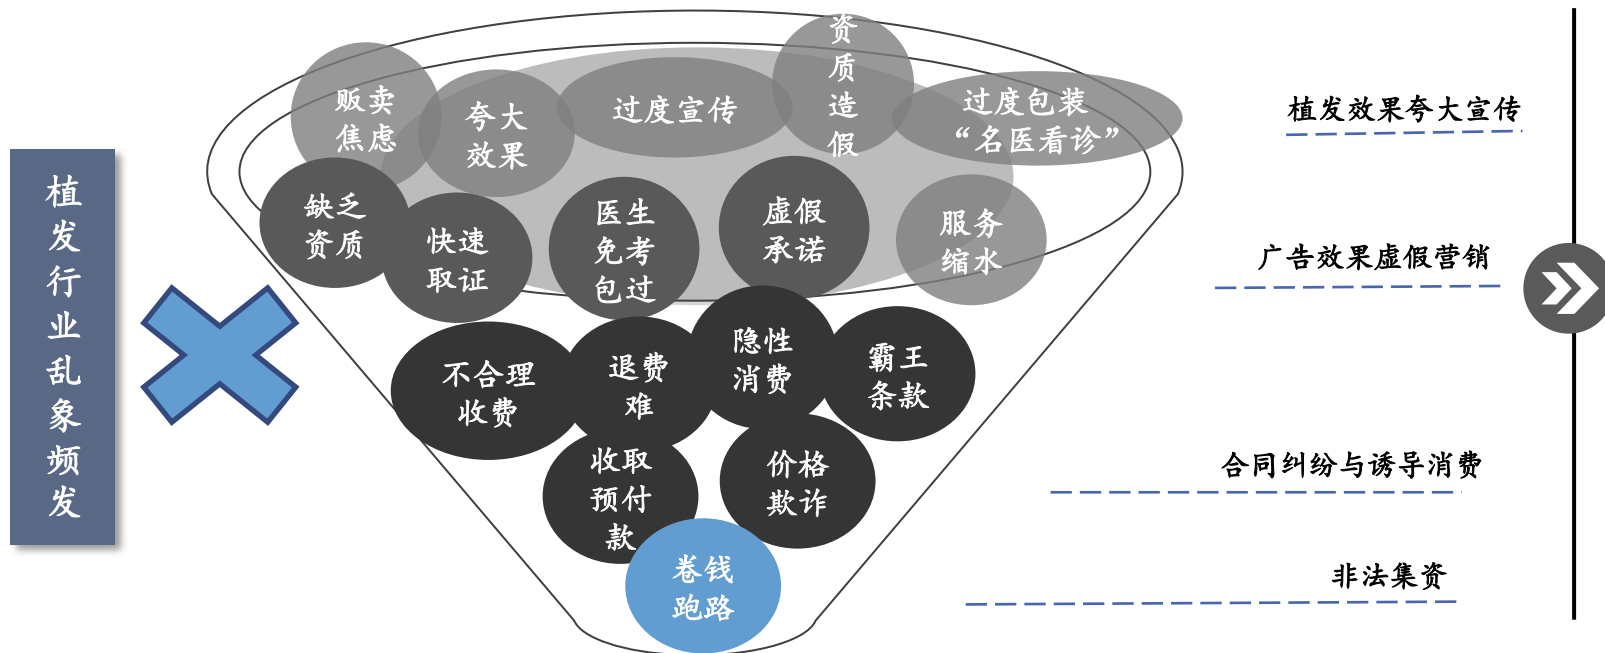 植
发
行
业
乱
象
频
发
贩卖
焦虑
夸大
效果
过度宣传
资
质
造
假
过度包装
“名医看诊”
缺乏
资质
快速
取证
医生
免考
包过
虚假
承诺
服务
缩水
不合理
收费
退费
难
隐性
消费
霸王
条款
收取
预付
款
价格
欺诈
卷钱
跑路
植发效果夸大宣传
广告效果虚假营销
合同纠纷与诱导消费
非法集资